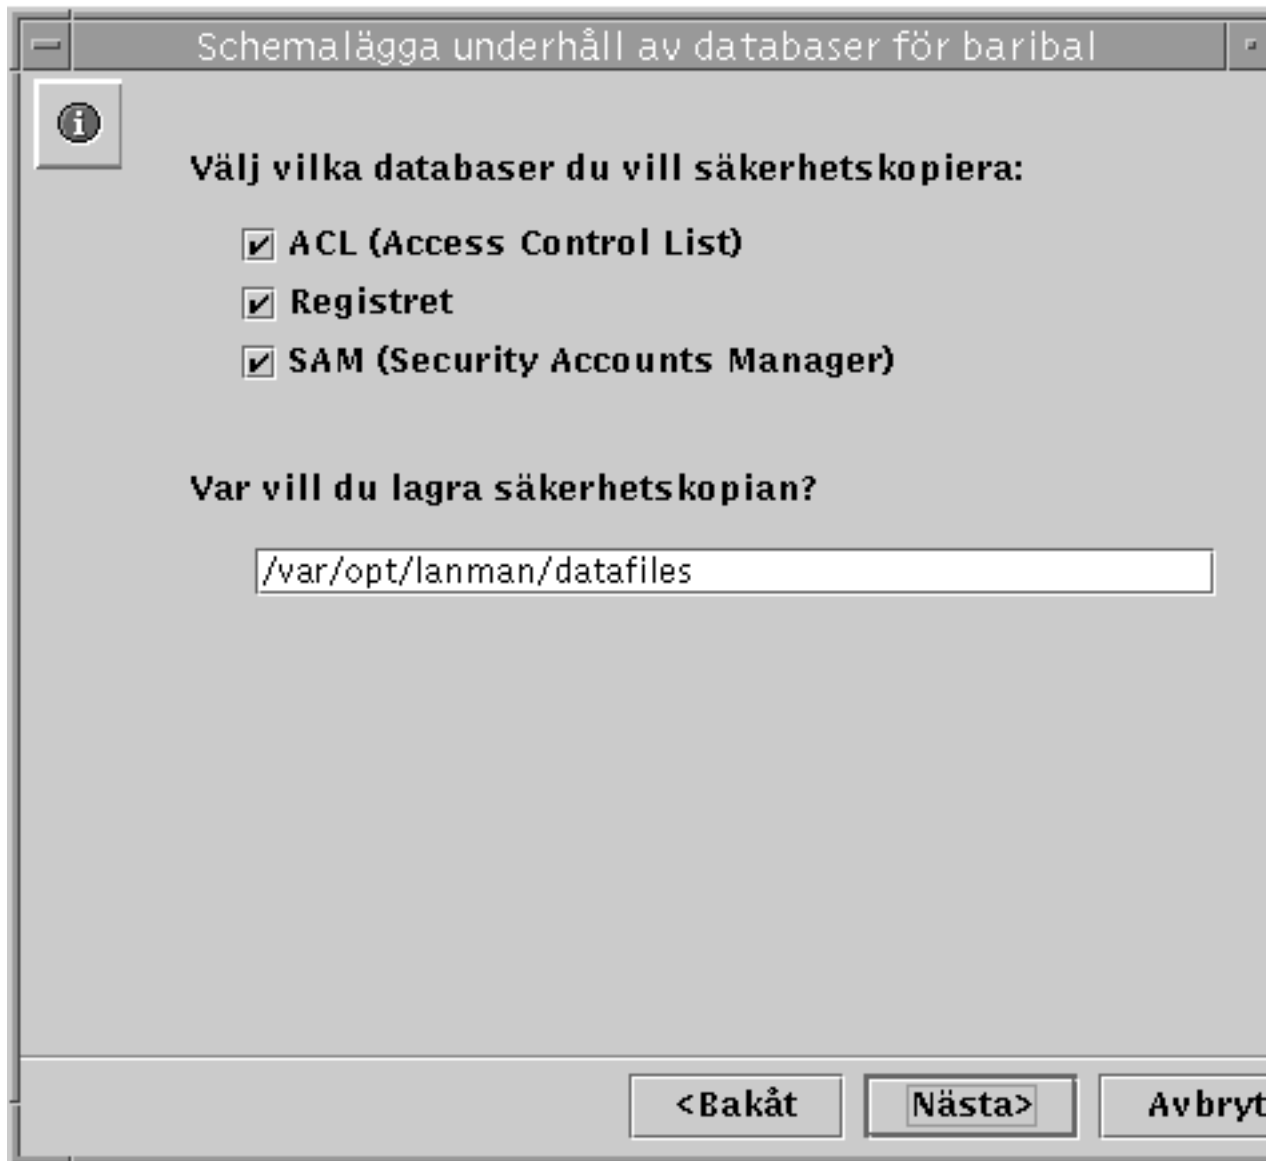 Schemalägga underhåll av databaser för baribal
Välj vilka databaser du vill säkerhetskopiera:
ACL (Access Control List)
Registret
SAM (Security Accounts Manager)
Var vill du lagra säkerhetskopian?
/var/opt/lanman/datafiles
<Bakåt Nästa> Avbryt